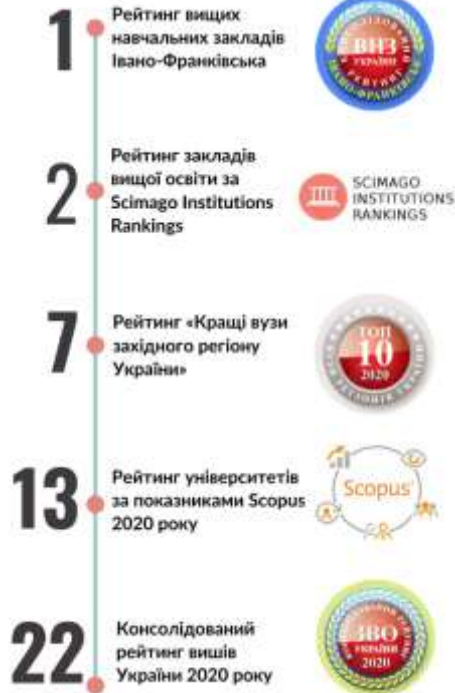 1
Рейтинг вищих
навчальних закладів
Івано-Франківська
ВНЗ
УКРАЇНИ
ІВАНО-ФРАНКІВСЬК
2
Рейтинг закладів
вищої освіти за
Scimago Institutions
Rankings
SCIMAGO
INSTITUTIONS
RANKINGS
7
Рейтинг «Кращі вузи
західного регіону
України»
ТОП
10
2020
13
Рейтинг університетів
за показниками Scopus
2020 року
Scopus
22
Консолідований
рейтинг вишів
України 2020 року
ЗВО
УКРАЇНИ
2020